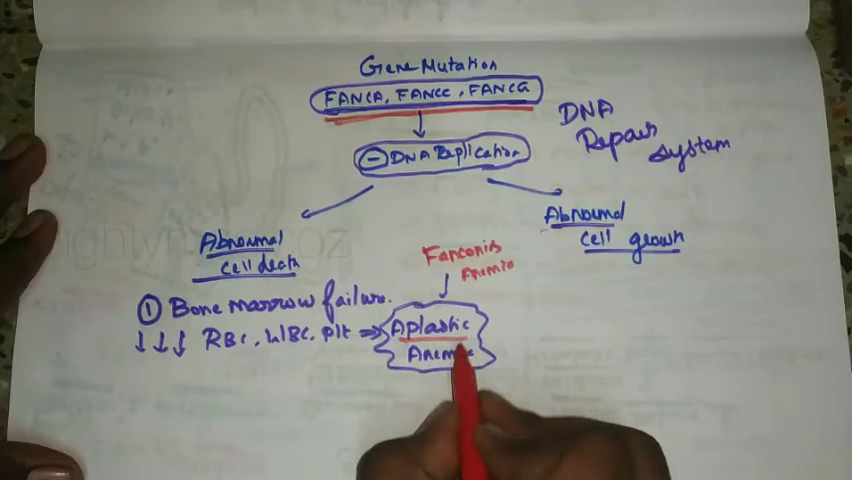 Gene Mutation
FANCA, FANCC, FANCG
DNA
Repair
system
– DNA Replication
Abnormal
cell growth
Abnormal
cell death
Fanconis
Anemia
① Bone marrow failure.
↓ ↓ ↓ RBC, WBC, Plt ⇒
Aplastic
Anemia